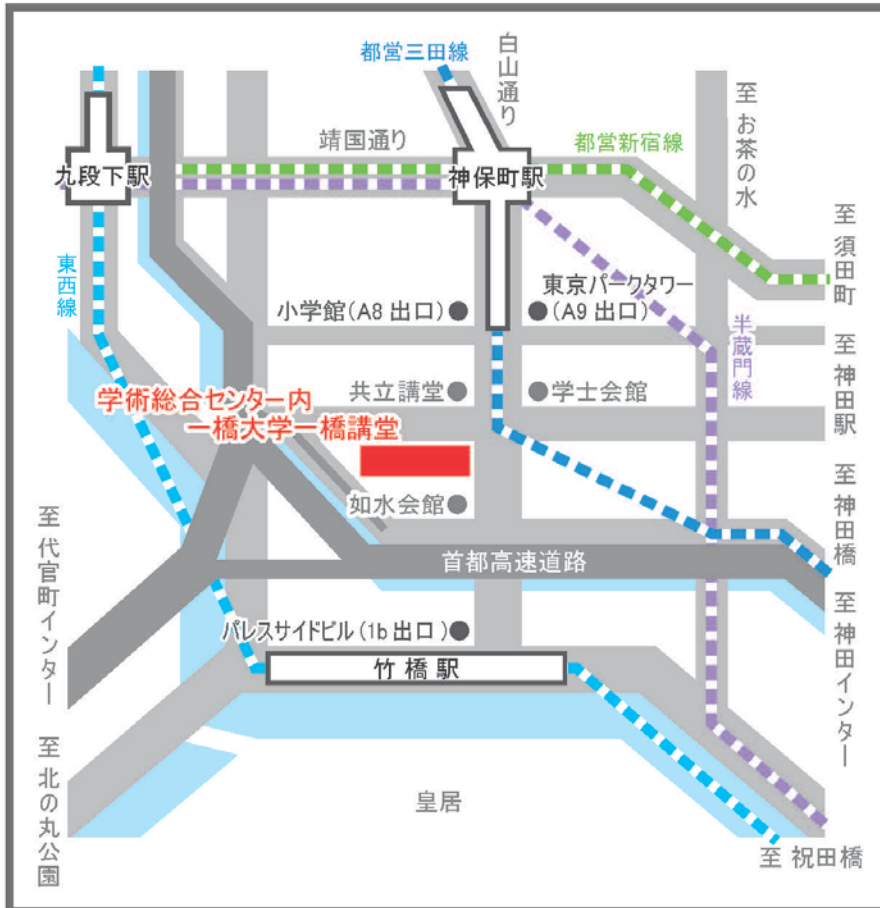 都営三田線
白山通り
靖国通り
都営新宿線
至 お茶の水
九段下駅
神保町駅
至 須田町
東西線
小学館(A8 出口)
東京パークタワー
(A9 出口)
半蔵門線
至 神田駅
共立講堂
学士会館
学術総合センター内
一橋大学一橋講堂
如水会館
至 神田橋
至 代官町インター
首都高速道路
至 神田インター
パレスサイドビル(1b 出口)
竹橋駅
至 北の丸公園
皇居
至 祝田橋